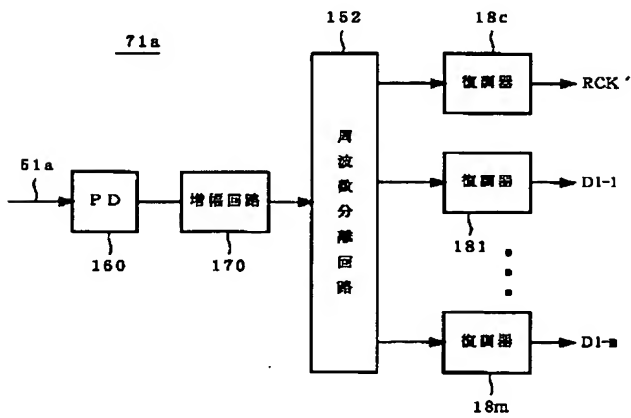 71a
152
18c
復調器
RCK'
51a
PD
増幅回路
周波数分離回路
復調器
D1-1
160
170
181
復調器
D1-m
18m